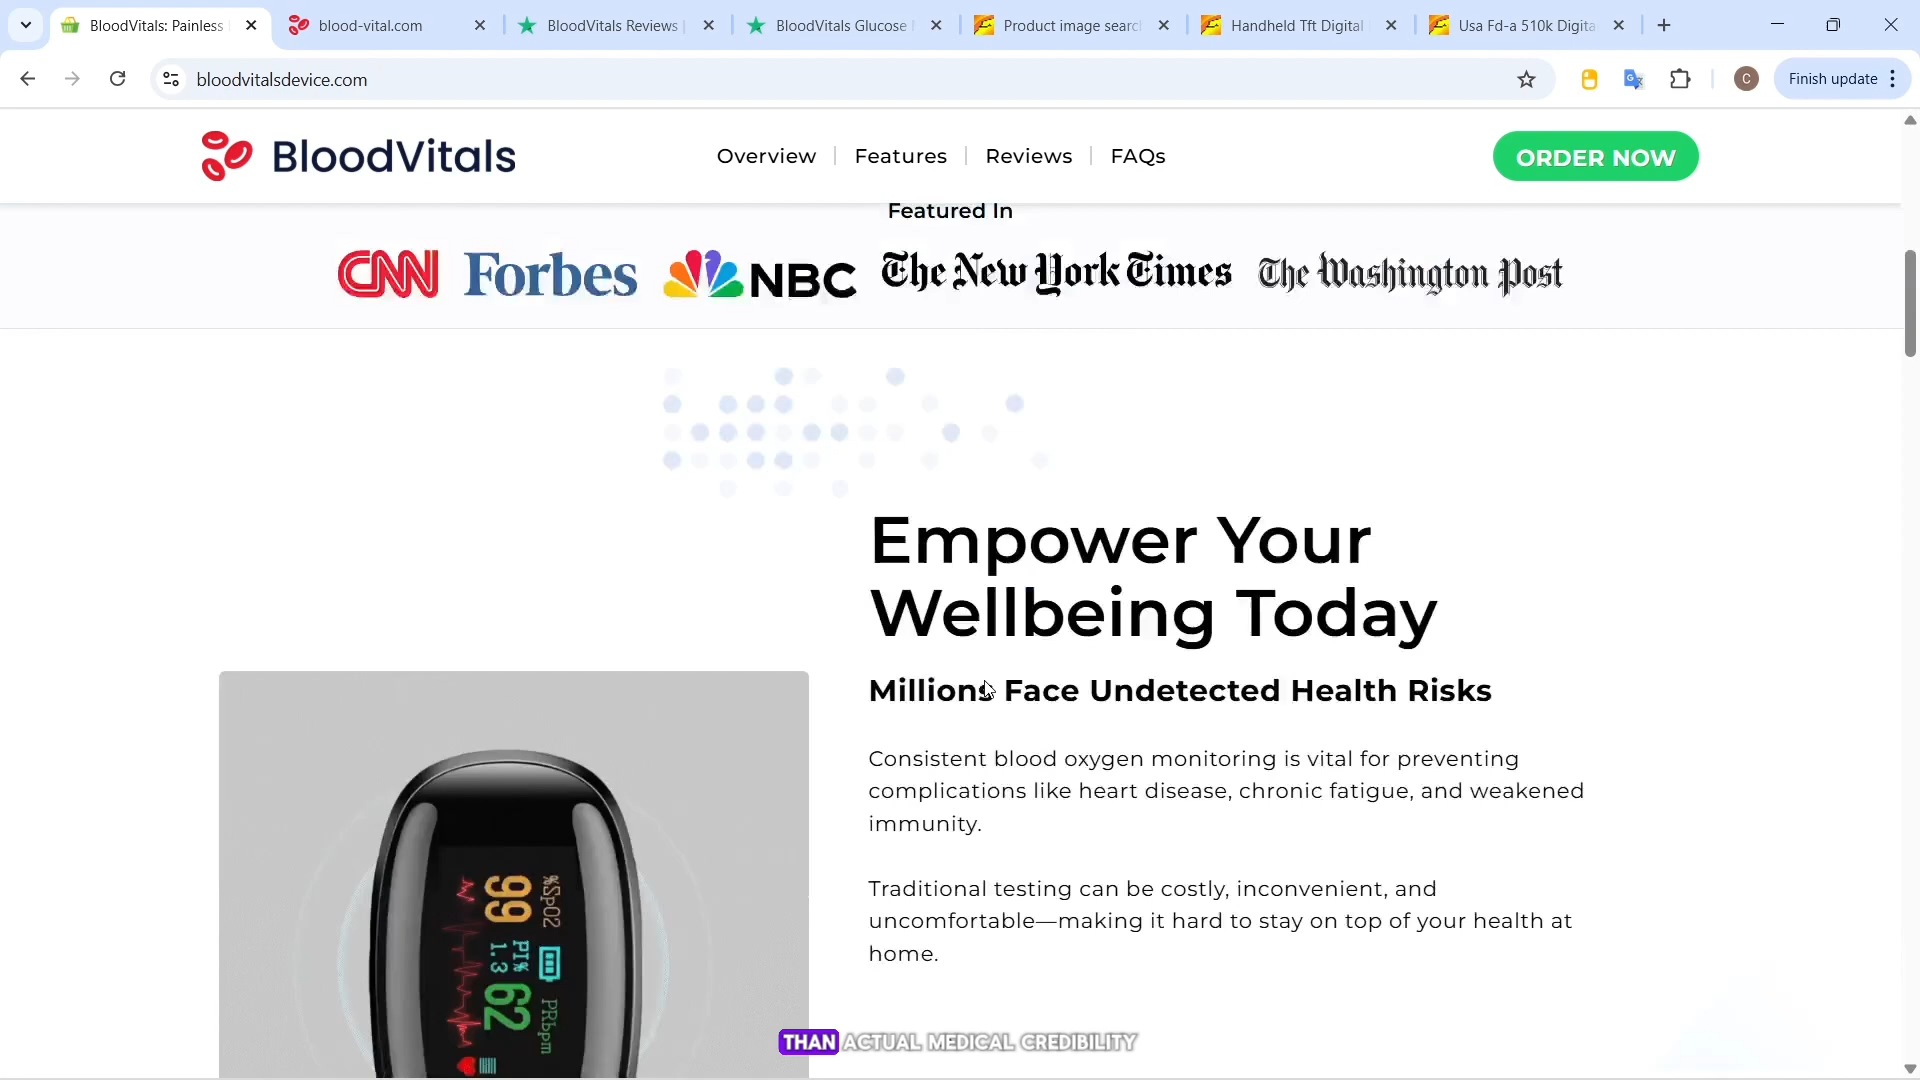 BloodVitals: Painless
blood-vital.com
BloodVitals Reviews
BloodVitals Glucose
Product image searc
Handheld Tft Digital
Usa Fd-a 510k Digita
bloodvitalsdevice.com
C
Finish update
BloodVitals
Overview
Features
Reviews
FAQs
ORDER NOW
Featured In
CNN
Forbes
NBC
The New York Times
The Washington Post
Empower Your
Wellbeing Today
Millions Face Undetected Health Risks
Consistent blood oxygen monitoring is vital for preventing
complications like heart disease, chronic fatigue, and weakened
immunity.
Traditional testing can be costly, inconvenient, and
uncomfortable—making it hard to stay on top of your health at
home.
%SpO2
99
PI%
1.3
62
PRbpm
THAN ACTUAL MEDICAL CREDIBILITY